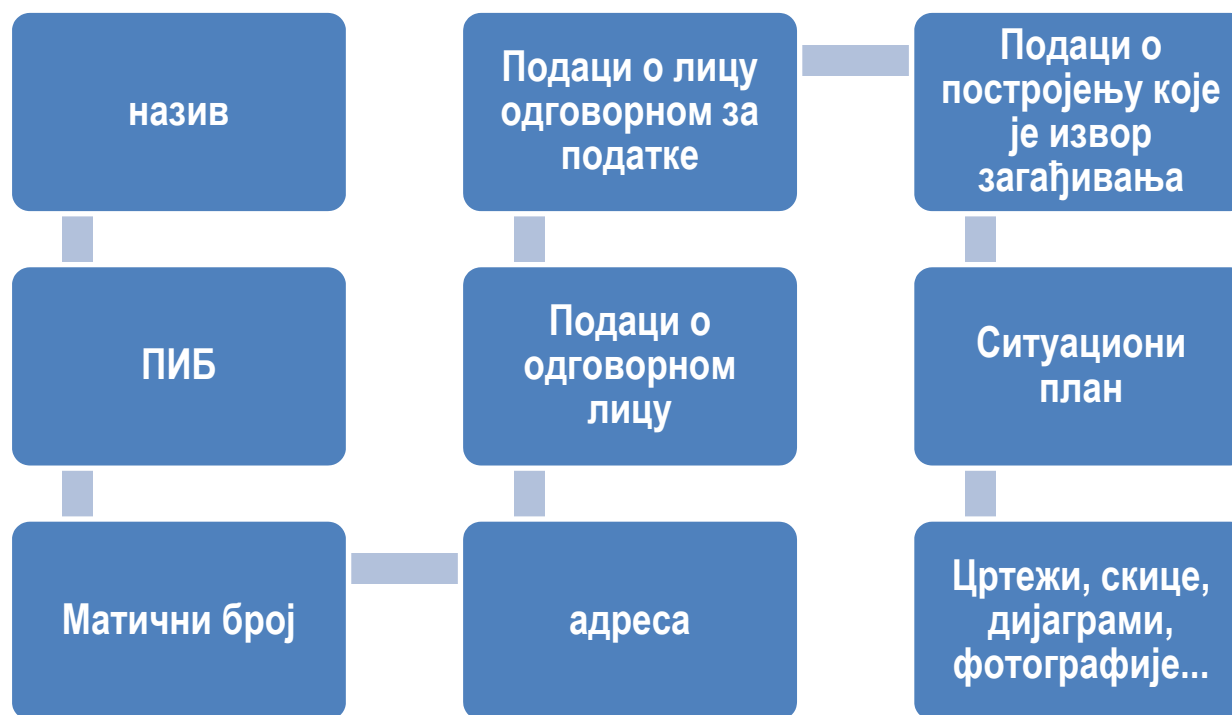 назив
ПИБ
Матични број
адреса
Подаци о
одговорном
лицу
Подаци о лицу
одговорном за
податке
Подаци о
постројењу које
је извор
загађивања
Ситуациони
план
Цртежи, скице,
дијаграми,
фотографије...